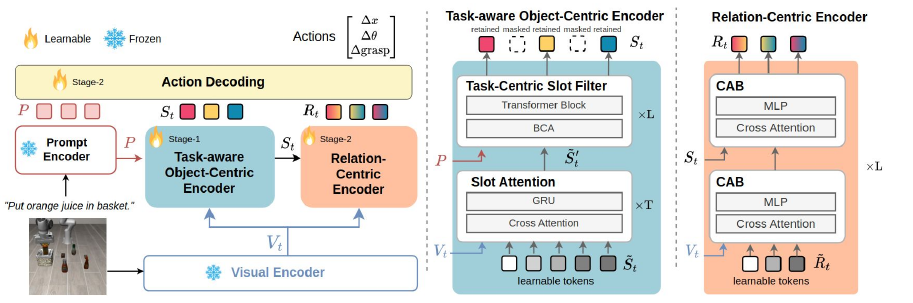 Learnable
Frozen
Actions
Δx
Δθ
Δgrasp
Stage-2
Action Decoding
P
S_t
R_t
Prompt
Encoder
P
Stage-1
Task-aware
Object-Centric
Encoder
S_t
Stage-2
Relation-
Centric
Encoder
"Put orange juice in basket."
V_t
Visual Encoder
Task-aware Object-Centric Encoder
retained masked retained masked retained
S_t
Task-Centric Slot Filter
Transformer Block
BCA
×L
P
S̃'_t
Slot Attention
GRU
Cross Attention
×T
V_t
S̃_t
learnable tokens
Relation-Centric Encoder
R_t
CAB
MLP
Cross Attention
S_t
×L
CAB
MLP
Cross Attention
V_t
R̃_t
learnable tokens